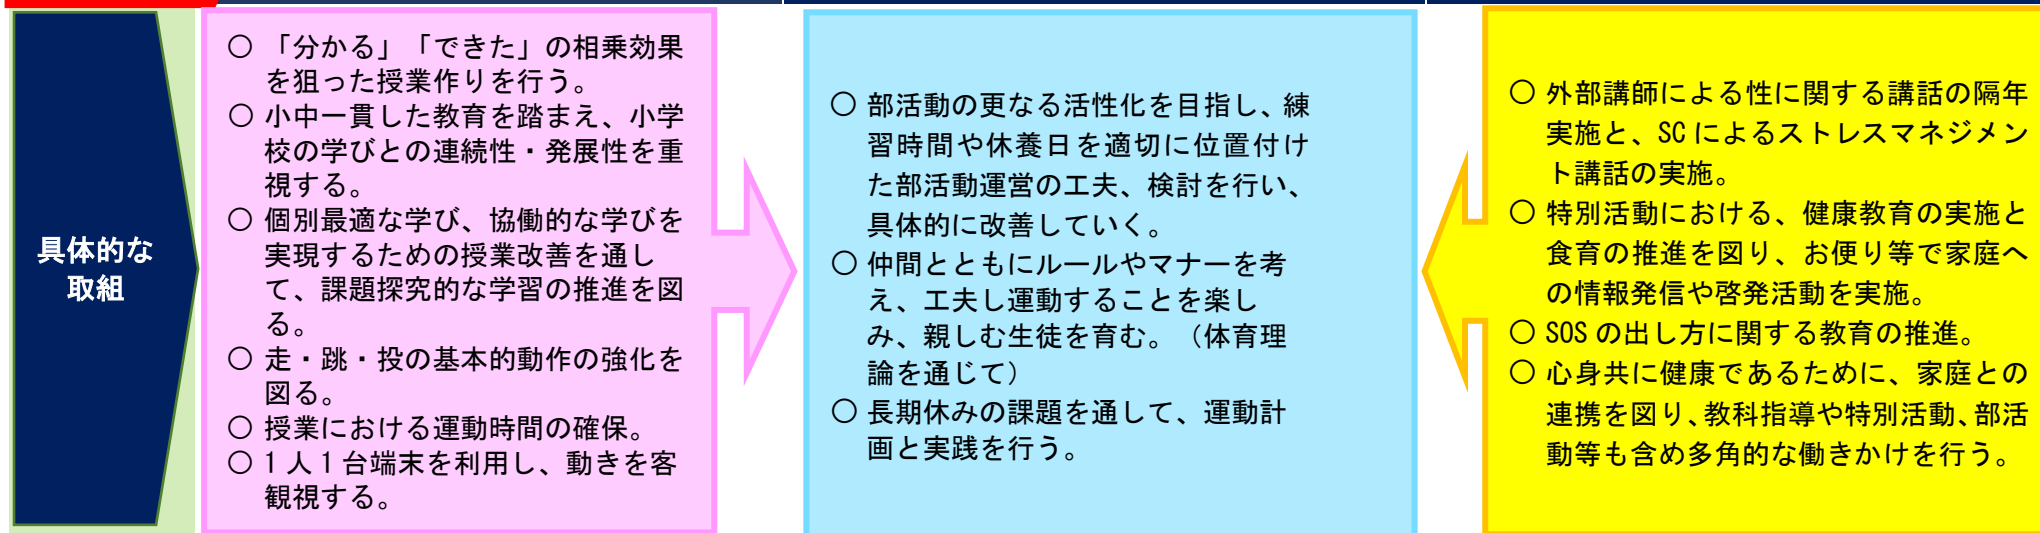 具体的な
取組
〇 「分かる」「できた」の相乗効果
を狙った授業作りを行う。
〇 小中一貫した教育を踏まえ、小学
校の学びとの連続性・発展性を重
視する。
〇 個別最適な学び、協働的な学びを
実現するための授業改善を通し
て、課題探究的な学習の推進を図
る。
〇 走・跳・投の基本的動作の強化を
図る。
〇 授業における運動時間の確保。
〇 1人1台端末を利用し、動きを客
観視する。
〇 部活動の更なる活性化を目指し、練
習時間や休養日を適切に位置付け
た部活動運営の工夫、検討を行い、
具体的に改善していく。
〇 仲間とともにルールやマナーを考
え、工夫し運動することを楽し
み、親しむ生徒を育む。（体育理
論を通じて）
〇 長期休みの課題を通して、運動計
画と実践を行う。
〇 外部講師による性に関する講話の隔年
実施と、SCによるストレスマネジメン
ト講話の実施。
〇 特別活動における、健康教育の実施と
食育の推進を図り、お便り等で家庭へ
の情報発信や啓発活動を実施。
〇 SOSの出し方に関する教育の推進。
〇 心身共に健康であるために、家庭との
連携を図り、教科指導や特別活動、部活
動等も含め多角的な働きかけを行う。